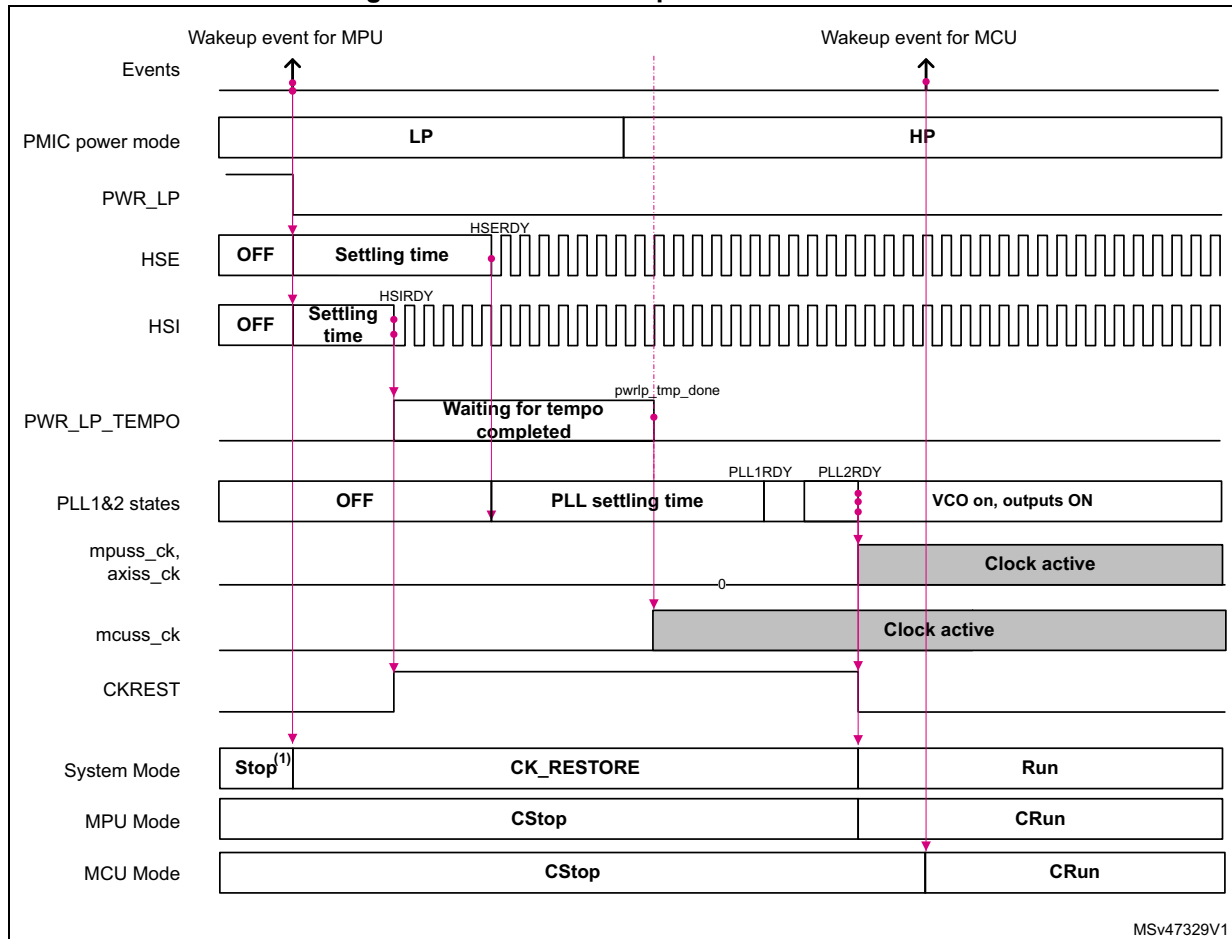 Wakeup event for MPU
Wakeup event for MCU
Events
PMIC power mode
LP
HP
PWR_LP
HSERDY
HSE
OFF
Settling time
HSIRDY
HSI
OFF
Settling
time
pwrlp_tmp_done
PWR_LP_TEMPO
Waiting for tempo
completed
PLL1RDY
PLL2RDY
PLL1&2 states
OFF
PLL settling time
VCO on, outputs ON
mpuss_ck,
axiss_ck
0
Clock active
mcuss_ck
Clock active
CKREST
System Mode
Stop(1)
CK_RESTORE
Run
MPU Mode
CStop
CRun
MCU Mode
CStop
CRun
MSv47329V1